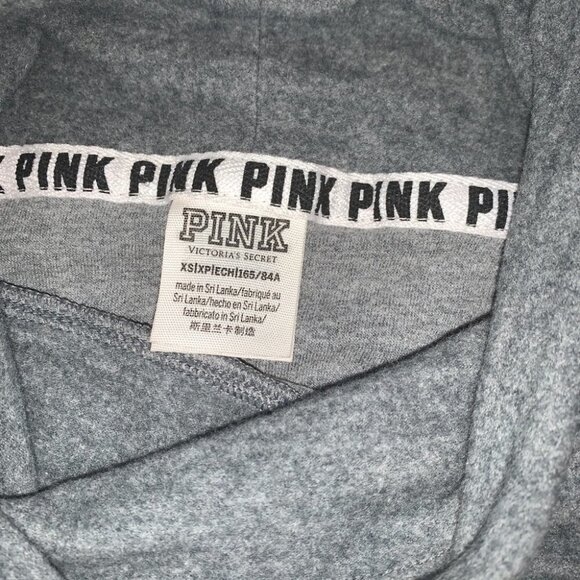 PINK PINK PINK PINK PI
PINK
VICTORIA'S SECRET
XS|XP|ECH|165/84A
made in Sri Lanka/fabriqué au
Sri Lanka/hecho en Sri Lanka/
fabbricato in Sri Lanka/
斯里兰卡制造